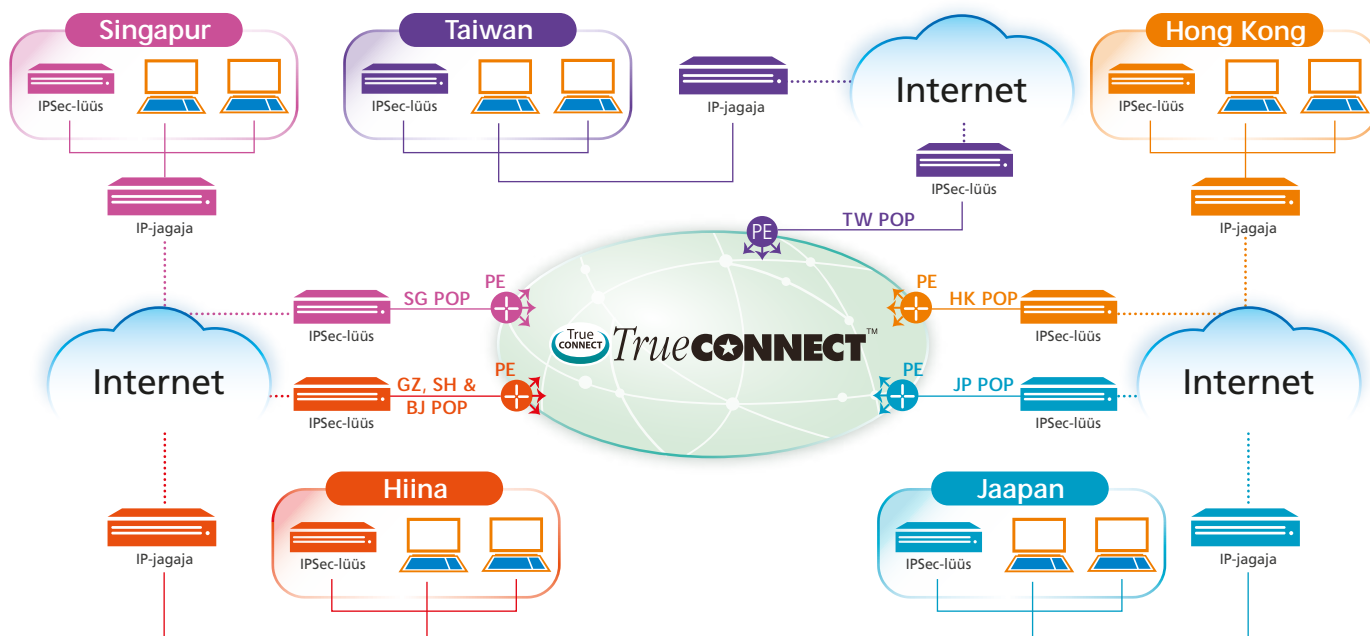 Singapur
Taiwan
Hong Kong
IPSec-lüüs
IPSec-lüüs
IP-jagaja
Internet
IPSec-lüüs
IPSec-lüüs
IP-jagaja
IP-jagaja
TW POP
PE
PE
SG POP
IPSec-lüüs
PE
HK POP
IPSec-lüüs
True
CONNECT
TrueCONNECT™
Internet
Internet
GZ, SH &
BJ POP
PE
IPSec-lüüs
PE
JP POP
IPSec-lüüs
Hiina
Jaapan
IP-jagaja
IPSec-lüüs
IPSec-lüüs
IP-jagaja